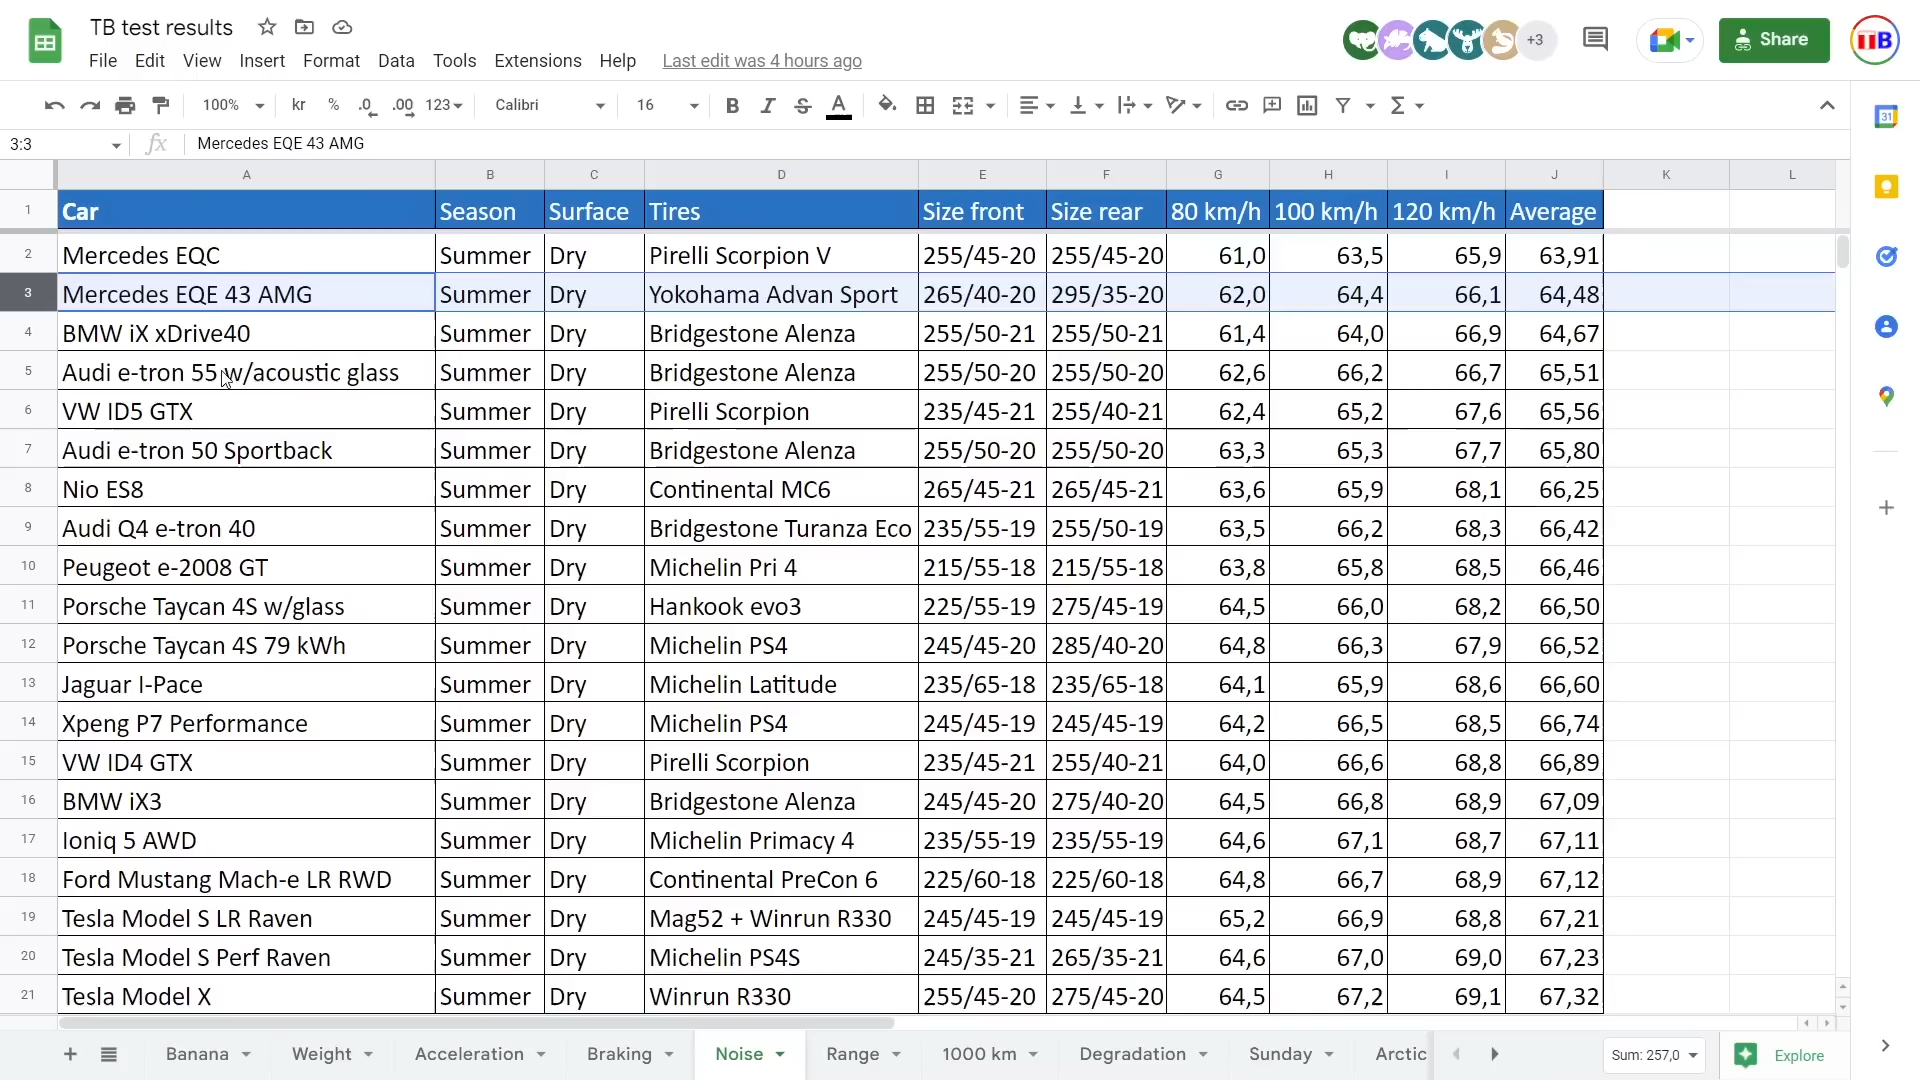 TB test results
+3
Share
TTB
File Edit View Insert Format Data Tools Extensions Help Last edit was 4 hours ago
100% kr % .0 .00 123 Calibri 16 B I S A
31
3:3 fx Mercedes EQE 43 AMG
A B C D E F G H I J K L
1 Car Season Surface Tires Size front Size rear 80 km/h 100 km/h 120 km/h Average
2 Mercedes EQC Summer Dry Pirelli Scorpion V 255/45-20 255/45-20 61,0 63,5 65,9 63,91
3 Mercedes EQE 43 AMG Summer Dry Yokohama Advan Sport 265/40-20 295/35-20 62,0 64,4 66,1 64,48
4 BMW iX xDrive40 Summer Dry Bridgestone Alenza 255/50-21 255/50-21 61,4 64,0 66,9 64,67
5 Audi e-tron 55 w/acoustic glass Summer Dry Bridgestone Alenza 255/50-20 255/50-20 62,6 66,2 66,7 65,51
6 VW ID5 GTX Summer Dry Pirelli Scorpion 235/45-21 255/40-21 62,4 65,2 67,6 65,56
7 Audi e-tron 50 Sportback Summer Dry Bridgestone Alenza 255/50-20 255/50-20 63,3 65,3 67,7 65,80
8 Nio ES8 Summer Dry Continental MC6 265/45-21 265/45-21 63,6 65,9 68,1 66,25
9 Audi Q4 e-tron 40 Summer Dry Bridgestone Turanza Eco 235/55-19 255/50-19 63,5 66,2 68,3 66,42
10 Peugeot e-2008 GT Summer Dry Michelin Pri 4 215/55-18 215/55-18 63,8 65,8 68,5 66,46
11 Porsche Taycan 4S w/glass Summer Dry Hankook evo3 225/55-19 275/45-19 64,5 66,0 68,2 66,50
12 Porsche Taycan 4S 79 kWh Summer Dry Michelin PS4 245/45-20 285/40-20 64,8 66,3 67,9 66,52
13 Jaguar I-Pace Summer Dry Michelin Latitude 235/65-18 235/65-18 64,1 65,9 68,6 66,60
14 Xpeng P7 Performance Summer Dry Michelin PS4 245/45-19 245/45-19 64,2 66,5 68,5 66,74
15 VW ID4 GTX Summer Dry Pirelli Scorpion 235/45-21 255/40-21 64,0 66,6 68,8 66,89
16 BMW iX3 Summer Dry Bridgestone Alenza 245/45-20 275/40-20 64,5 66,8 68,9 67,09
17 Ioniq 5 AWD Summer Dry Michelin Primacy 4 235/55-19 235/55-19 64,6 67,1 68,7 67,11
18 Ford Mustang Mach-e LR RWD Summer Dry Continental PreCon 6 225/60-18 225/60-18 64,8 66,7 68,9 67,12
19 Tesla Model S LR Raven Summer Dry Mag52 + Winrun R330 245/45-19 245/45-19 65,2 66,9 68,8 67,21
20 Tesla Model S Perf Raven Summer Dry Michelin PS4S 245/35-21 265/35-21 64,6 67,0 69,0 67,23
21 Tesla Model X Summer Dry Winrun R330 255/45-20 275/45-20 64,5 67,2 69,1 67,32
Banana Weight Acceleration Braking Noise Range 1000 km Degradation Sunday Arctic Sum: 257,0 Explore